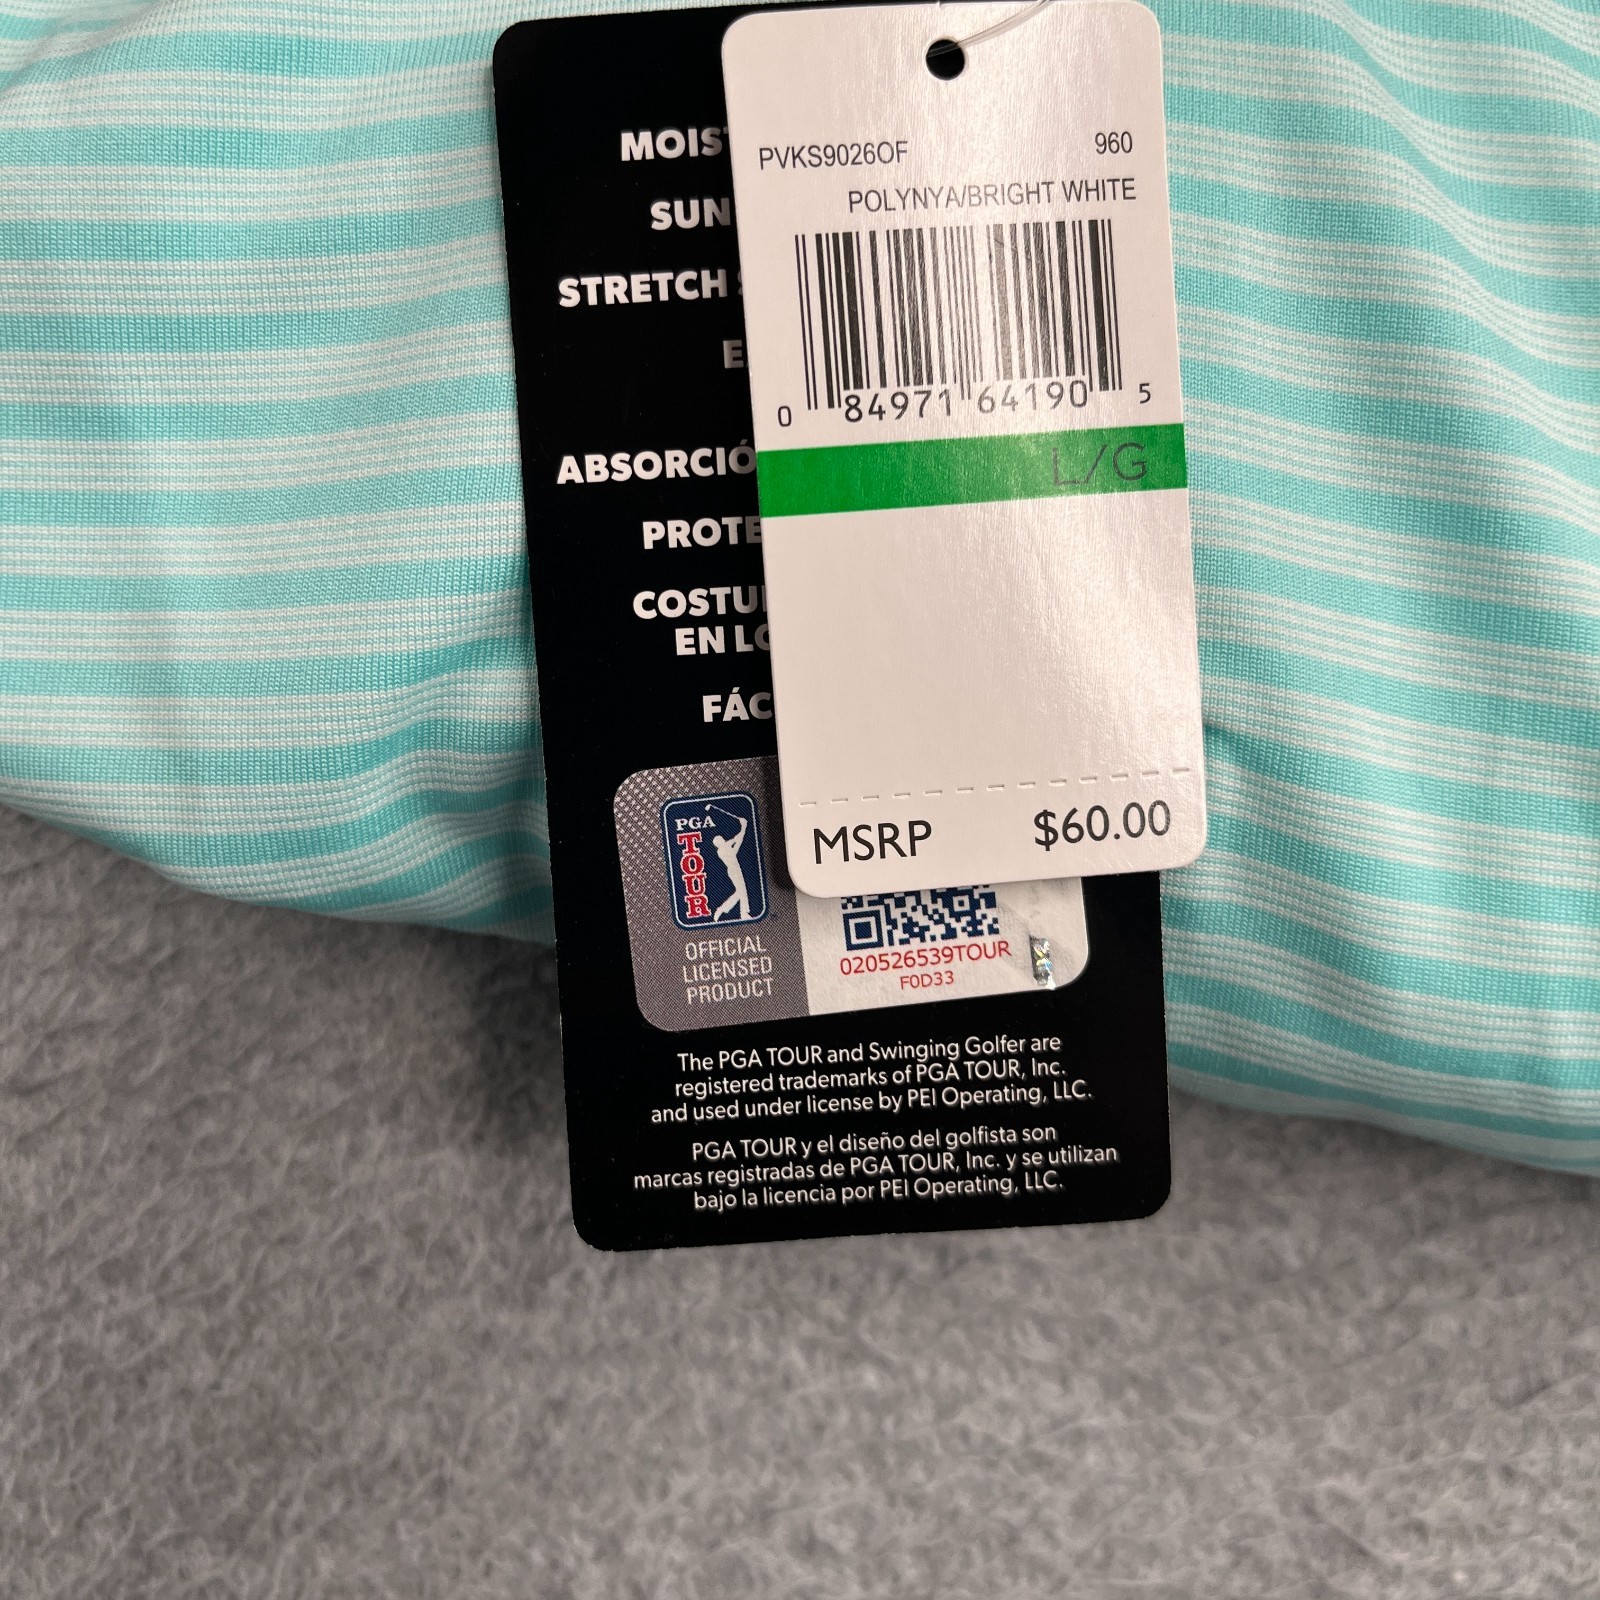 PVKS9026OF 960
POLYNYA/BRIGHT WHITE
0 84971 64190 5
L/G
MSRP $60.00
MOIS
SUN
STRETCH
ABSORCIÓ
PROTE
COSTU
EN LO
FÁC
PGA
TOUR
OFFICIAL
LICENSED
PRODUCT
020526539TOUR
F0D33
The PGA TOUR and Swinging Golfer are
registered trademarks of PGA TOUR, Inc.
and used under license by PEI Operating, LLC.
PGA TOUR y el diseño del golfista son
marcas registradas de PGA TOUR, Inc. y se utilizan
bajo la licencia por PEI Operating, LLC.